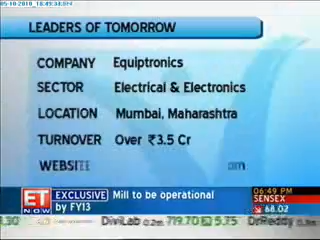 05-10-2010, 18:49:38
LEADERS OF TOMORROW
COMPANY Equiptronics
SECTOR Electrical & Electronics
LOCATION Mumbai, Maharashtra
TURNOVER Over ₹3.5 Cr
WEBSITE om
ET NOW
EXCLUSIVE Mill to be operational
by FY13
06:49 PM
SENSEX
68.02
DiviLab 719.70 5.75 DrReddy